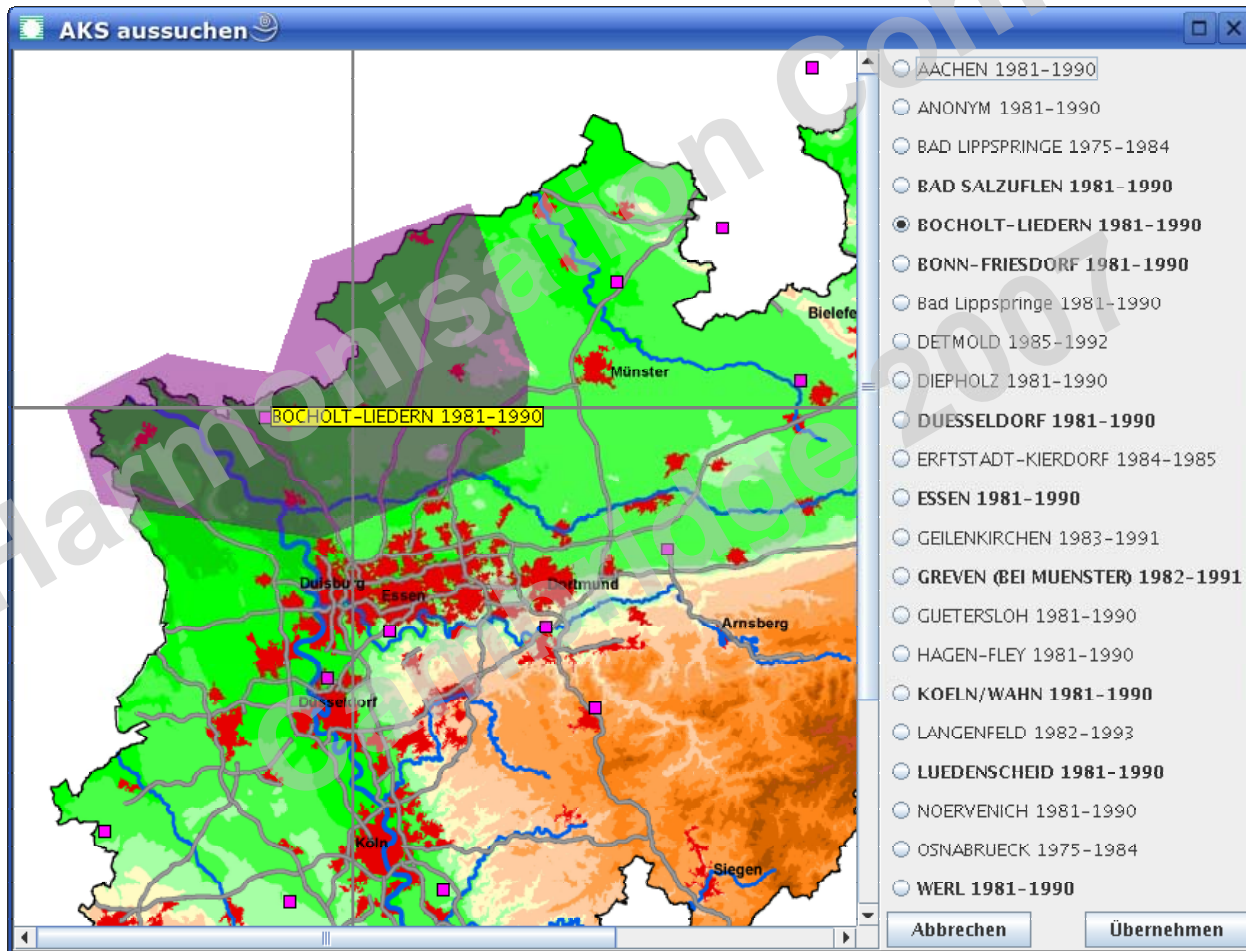 AKS aussuchen
AACHEN 1981-1990
ANONYM 1981-1990
BAD LIPPSPRINGE 1975-1984
BAD SALZUFLEN 1981-1990
BOCHOLT-LIEDERN 1981-1990
BONN-FRIESDORF 1981-1990
Bad Lippspringe 1981-1990
DETMOLD 1985-1992
DIEPHOLZ 1981-1990
DUESSELDORF 1981-1990
ERFTSTADT-KIERDORF 1984-1985
ESSEN 1981-1990
GEILENKIRCHEN 1983-1991
GREVEN (BEI MUENSTER) 1982-1991
GUETERSLOH 1981-1990
HAGEN-FLEY 1981-1990
KOELN/WAHN 1981-1990
LANGENFELD 1982-1993
LUEDENSCHEID 1981-1990
NOERVENICH 1981-1990
OSNABRUECK 1975-1984
WERL 1981-1990
Abbrechen
Übernehmen
Bielefe
Münster
BOCHOLT-LIEDERN 1981-1990
Duisburg
Essen
Dortmund
Arnsberg
Düsseldorf
Köln
Siegen
Harmonisation Con
2007